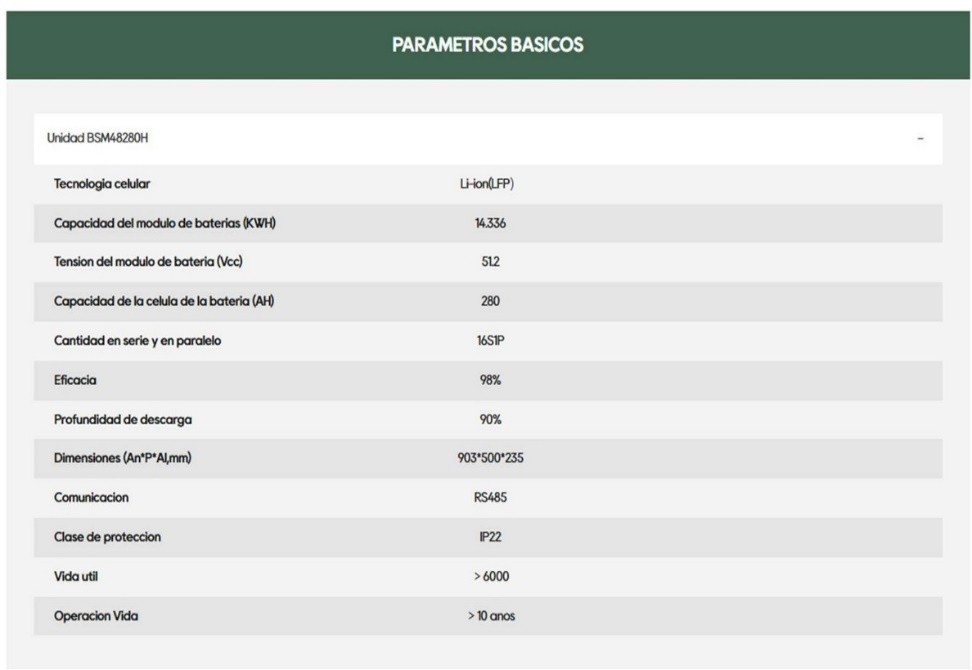 PARAMETROS BASICOS
Unidad BSM48280H -
Tecnologia celular Li-ion(LFP)
Capacidad del modulo de baterias (KWH) 14.336
Tension del modulo de bateria (Vcc) 51.2
Capacidad de la celula de la bateria (AH) 280
Cantidad en serie y en paralelo 16S1P
Eficacia 98%
Profundidad de descarga 90%
Dimensiones (An*P*Al,mm) 903*500*235
Comunicacion RS485
Clase de proteccion IP22
Vida util > 6000
Operacion Vida > 10 anos